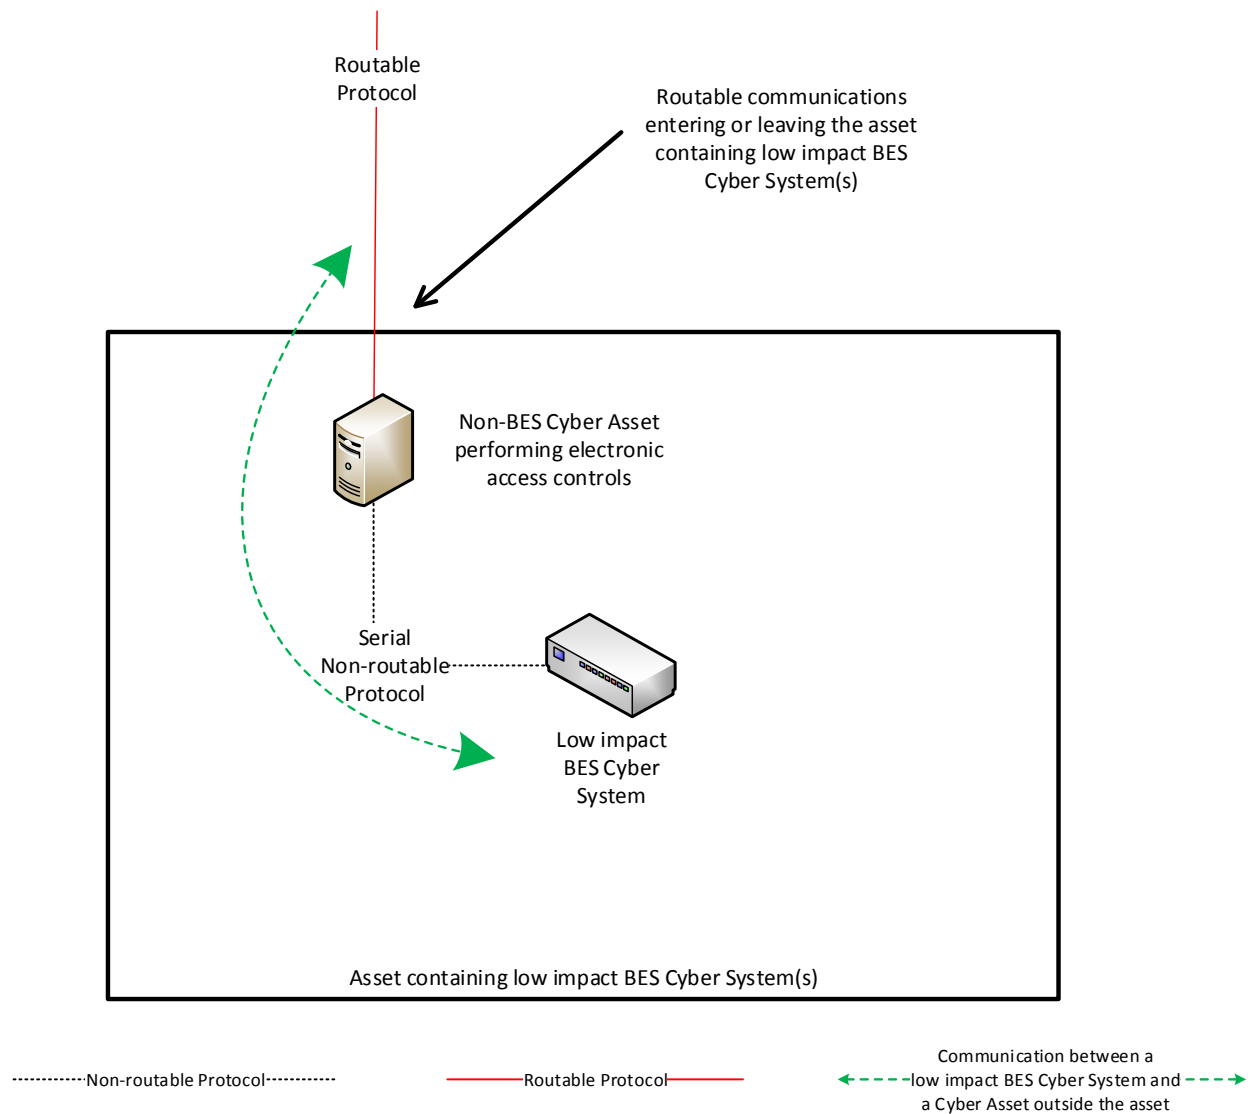 Routable
Protocol
Routable communications
entering or leaving the asset
containing low impact BES
Cyber System(s)
Non-BES Cyber Asset
performing electronic
access controls
Serial
Non-routable
Protocol
Low impact
BES Cyber
System
Asset containing low impact BES Cyber System(s)
Non-routable Protocol
Routable Protocol
Communication between a
low impact BES Cyber System and
a Cyber Asset outside the asset